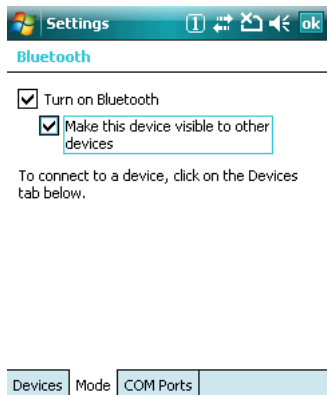 Settings 1 ok
Bluetooth
Turn on Bluetooth
Make this device visible to other
devices
To connect to a device, click on the Devices
tab below.
Devices Mode COM Ports